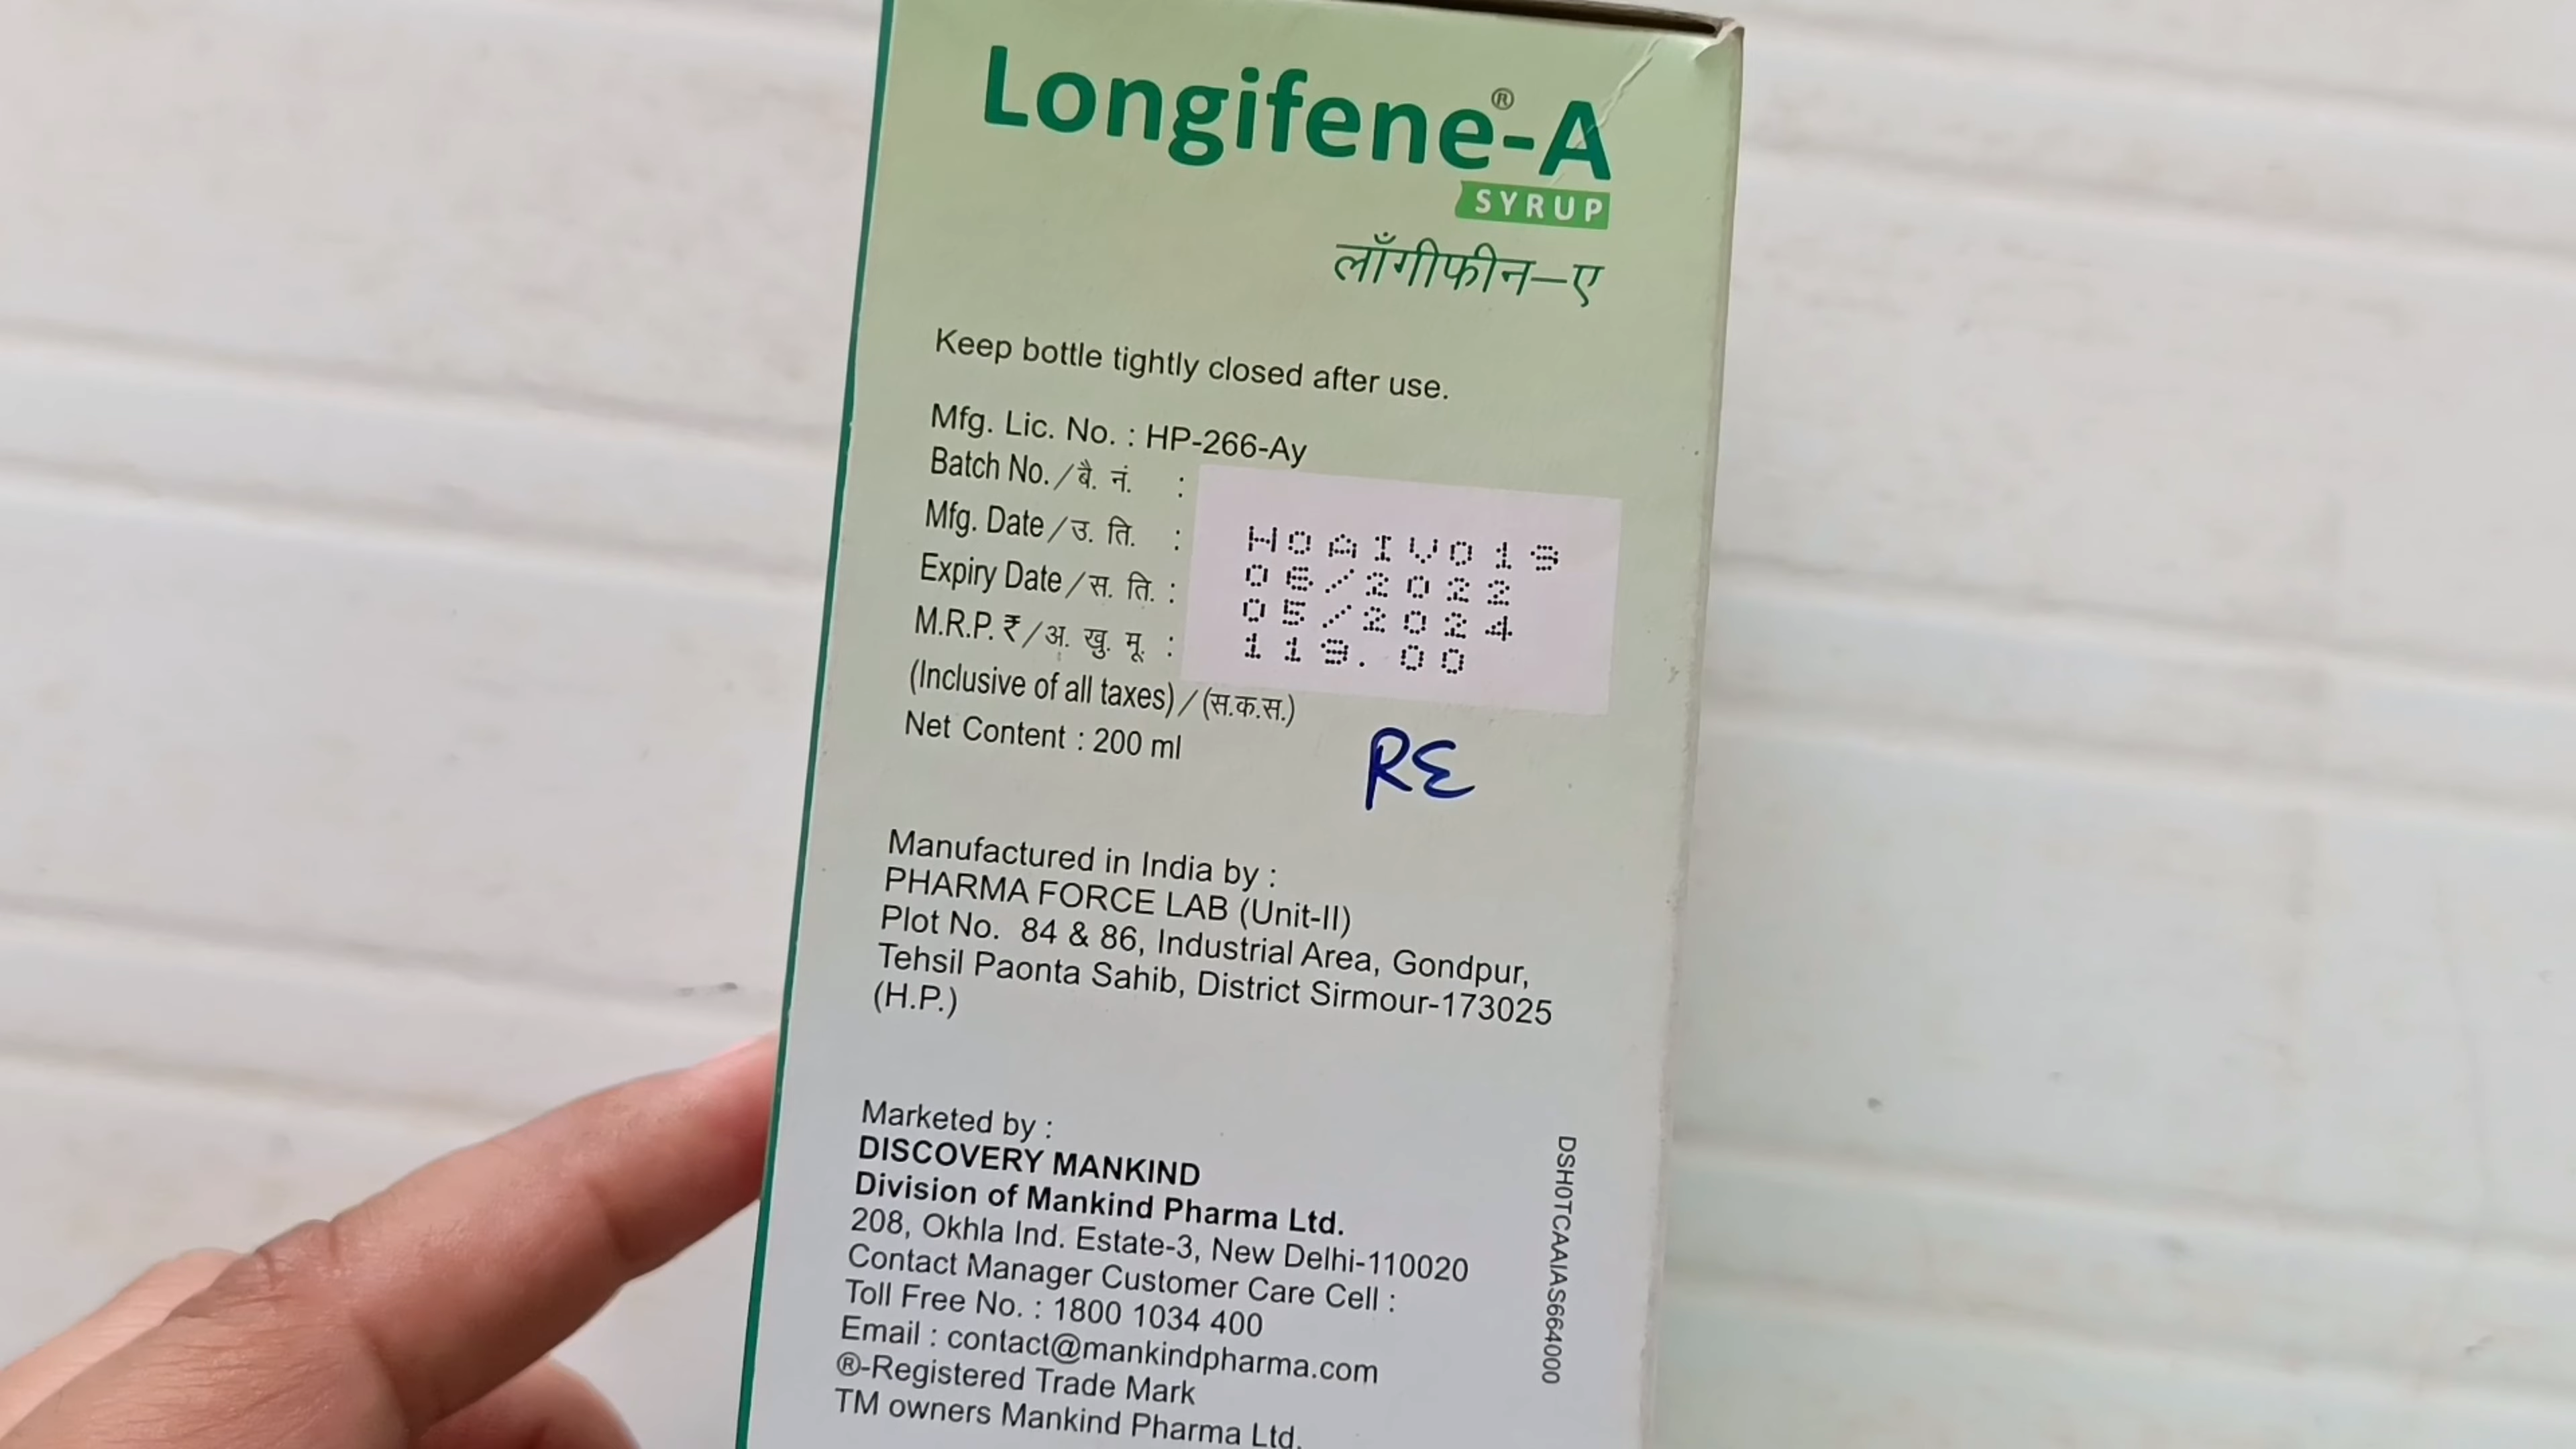 Longifene®-A
SYRUP
लाँगीफीन–ए
Keep bottle tightly closed after use.
Mfg. Lic. No. : HP-266-Ay
Batch No./बै. नं. : HOAIV019
Mfg. Date/उ. ति. : 06/2022
Expiry Date/स. ति. : 05/2024
M.R.P. ₹/अ. खु. मू. : 119.00
(Inclusive of all taxes)/(स.क.स.)
Net Content : 200 ml
RE
Manufactured in India by :
PHARMA FORCE LAB (Unit-II)
Plot No. 84 & 86, Industrial Area, Gondpur,
Tehsil Paonta Sahib, District Sirmour-173025
(H.P.)
Marketed by :
DISCOVERY MANKIND
Division of Mankind Pharma Ltd.
208, Okhla Ind. Estate-3, New Delhi-110020
Contact Manager Customer Care Cell :
Toll Free No. : 1800 1034 400
Email : contact@mankindpharma.com
®-Registered Trade Mark
TM owners Mankind Pharma Ltd.
DSH0TCAAIAS664000